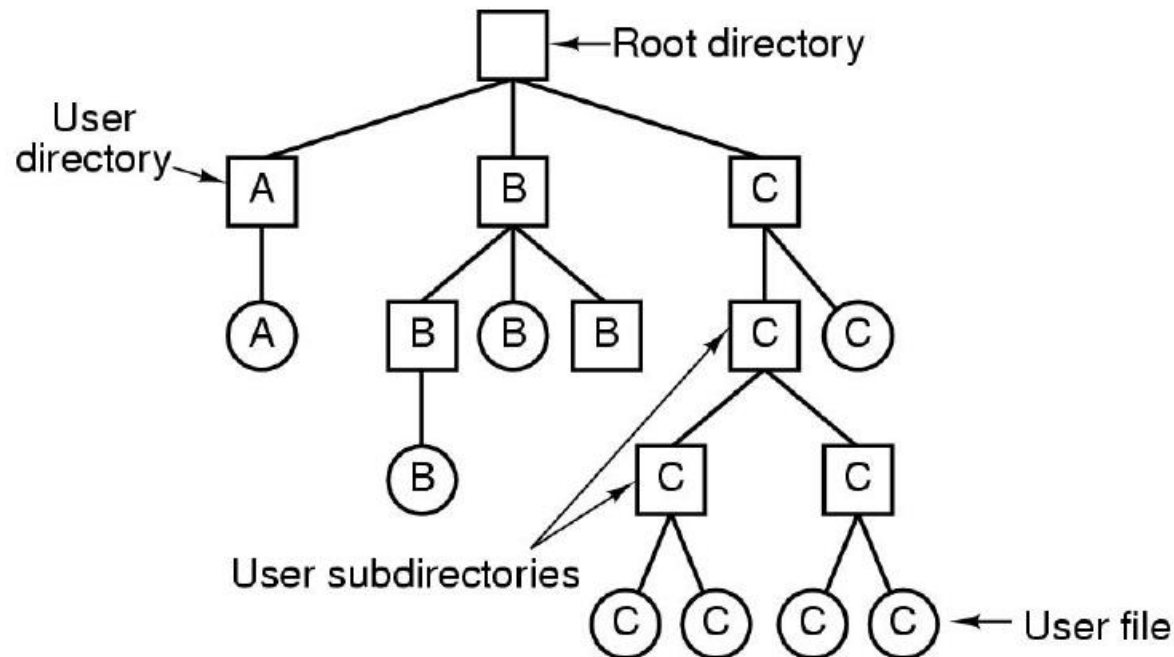 Root directory
User
directory
A
B
C
A
B
B
B
C
C
B
C
C
User subdirectories
C
C
C
C
User file